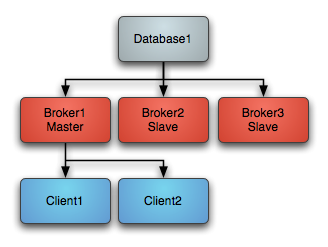 Database1
Broker1
Master
Broker2
Slave
Broker3
Slave
Client1
Client2